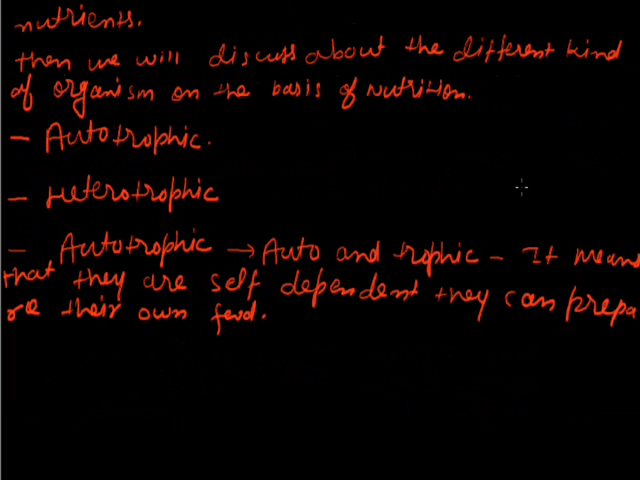 nutrients.
then we will discuss about the different kind
of organism on the basis of nutrition.
- Autotrophic.
- Heterotrophic
- Autotrophic → Auto and trophic - It means
that they are self dependent they can prepa
re their own food.